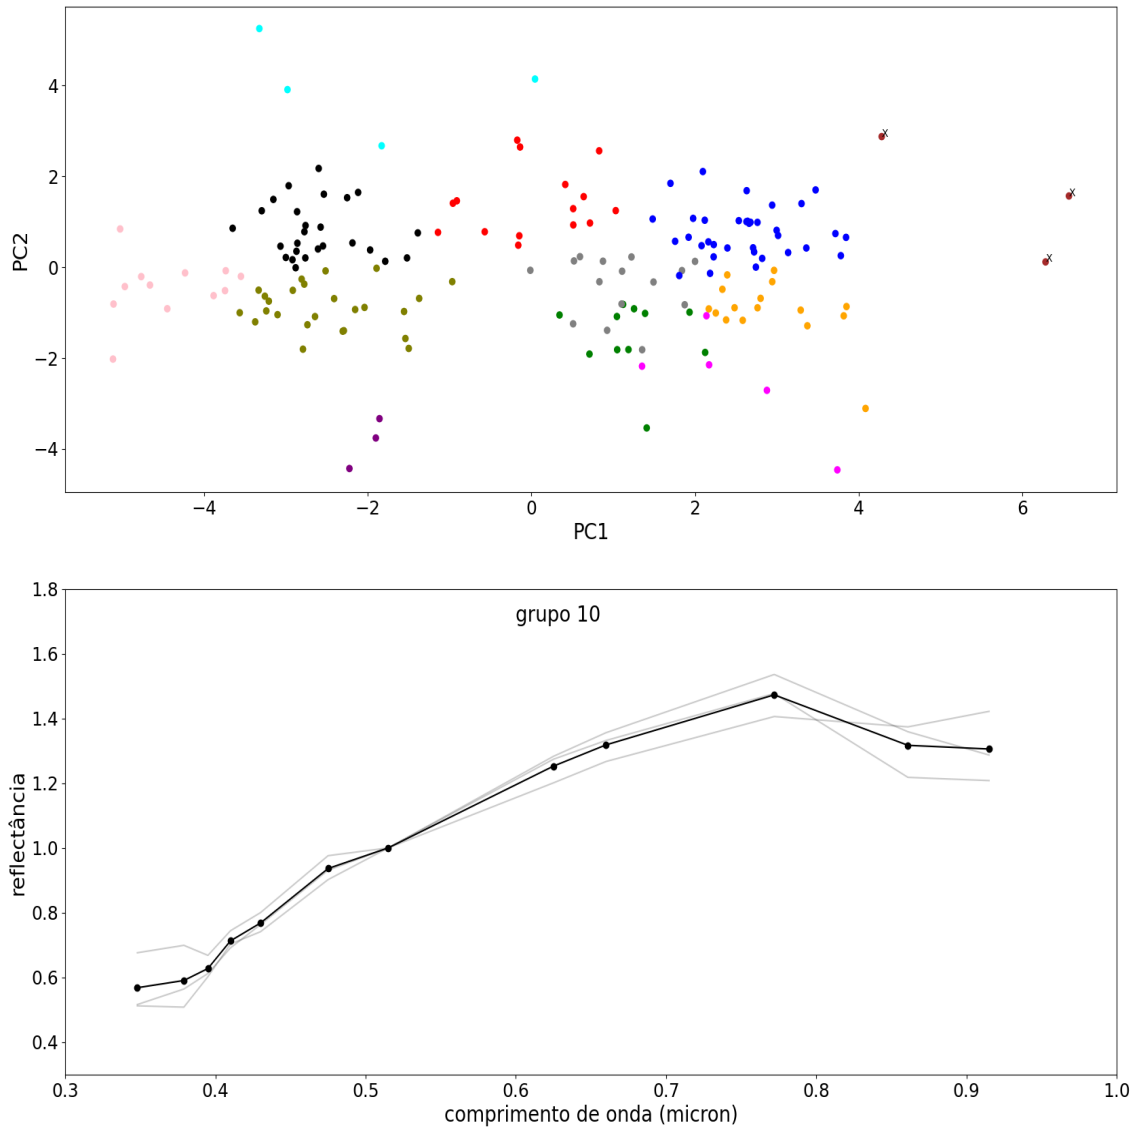 4
2
0
−2
−4
PC2
X
X
X
−4 −2 0 2 4 6
PC1
grupo 10
1.8
1.6
1.4
1.2
1.0
0.8
0.6
0.4
reflectância
0.3 0.4 0.5 0.6 0.7 0.8 0.9 1.0
comprimento de onda (micron)